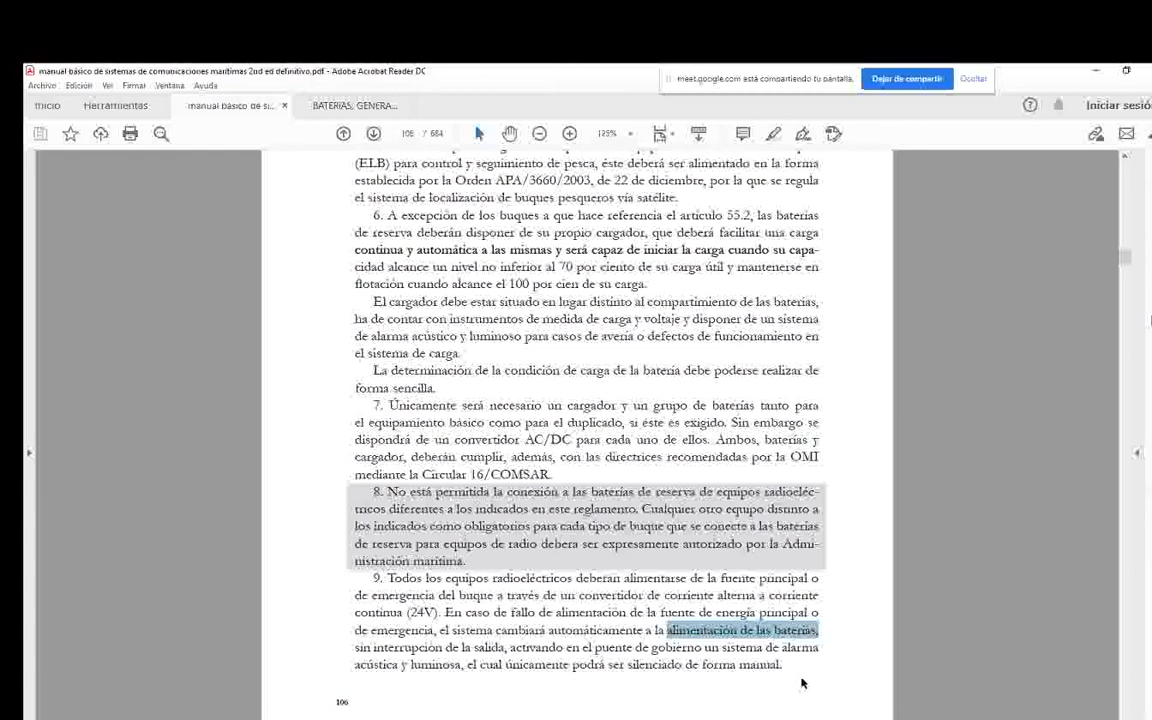 manual básico de sistemas de comunicaciones marítimas 2nd ed definitivo.pdf - Adobe Acrobat Reader DC
Archivo Edición Ver Firmar Ventana Ayuda
meet.google.com está compartiendo tu pantalla. Dejar de compartir Ocultar
Inicio Herramientas manual básico de si... × BATERÍAS, GENERA... Iniciar sesió
106 / 684 125%
(ELB) para control y seguimiento de pesca, éste deberá ser alimentado en la forma
establecida por la Orden APA/3660/2003, de 22 de diciembre, por la que se regula
el sistema de localización de buques pesqueros vía satélite.
6. A excepción de los buques a que hace referencia el artículo 55.2, las baterías
de reserva deberán disponer de su propio cargador, que deberá facilitar una carga
continua y automática a las mismas y será capaz de iniciar la carga cuando su capa-
cidad alcance un nivel no inferior al 70 por ciento de su carga útil y mantenerse en
flotación cuando alcance el 100 por cien de su carga.
El cargador debe estar situado en lugar distinto al compartimiento de las baterías,
ha de contar con instrumentos de medida de carga y voltaje y disponer de un sistema
de alarma acústico y luminoso para casos de avería o defectos de funcionamiento en
el sistema de carga.
La determinación de la condición de carga de la batería debe poderse realizar de
forma sencilla.
7. Únicamente será necesario un cargador y un grupo de baterías tanto para
el equipamiento básico como para el duplicado, si éste es exigido. Sin embargo se
dispondrá de un convertidor AC/DC para cada uno de ellos. Ambos, baterías y
cargador, deberán cumplir, además, con las directrices recomendadas por la OMI
mediante la Circular 16/COMSAR.
8. No está permitida la conexión a las baterías de reserva de equipos radioeléc-
tricos diferentes a los indicados en este reglamento. Cualquier otro equipo distinto a
los indicados como obligatorios para cada tipo de buque que se conecte a las baterías
de reserva para equipos de radio deberá ser expresamente autorizado por la Admi-
nistración marítima.
9. Todos los equipos radioeléctricos deberán alimentarse de la fuente principal o
de emergencia del buque a través de un convertidor de corriente alterna a corriente
continua (24V). En caso de fallo de alimentación de la fuente de energía principal o
de emergencia, el sistema cambiará automáticamente a la alimentación de las baterías,
sin interrupción de la salida, activando en el puente de gobierno un sistema de alarma
acústica y luminosa, el cual únicamente podrá ser silenciado de forma manual.
106